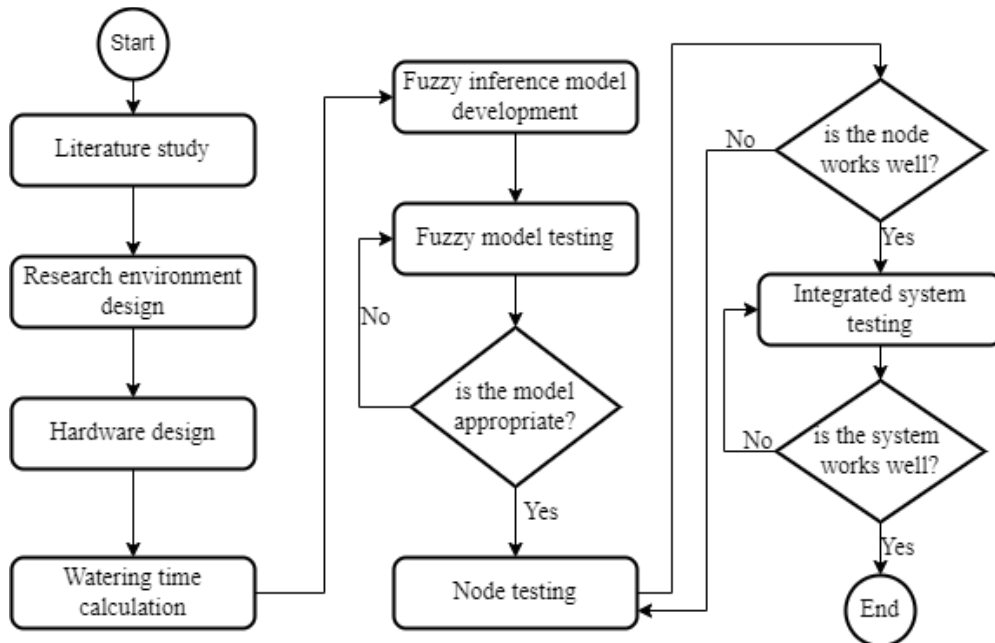 Start
Literature study
Research environment
design
Hardware design
Watering time
calculation
Fuzzy inference model
development
Fuzzy model testing
No
is the model
appropriate?
Yes
Node testing
No
is the node
works well?
Yes
Integrated system
testing
No
is the system
works well?
Yes
End